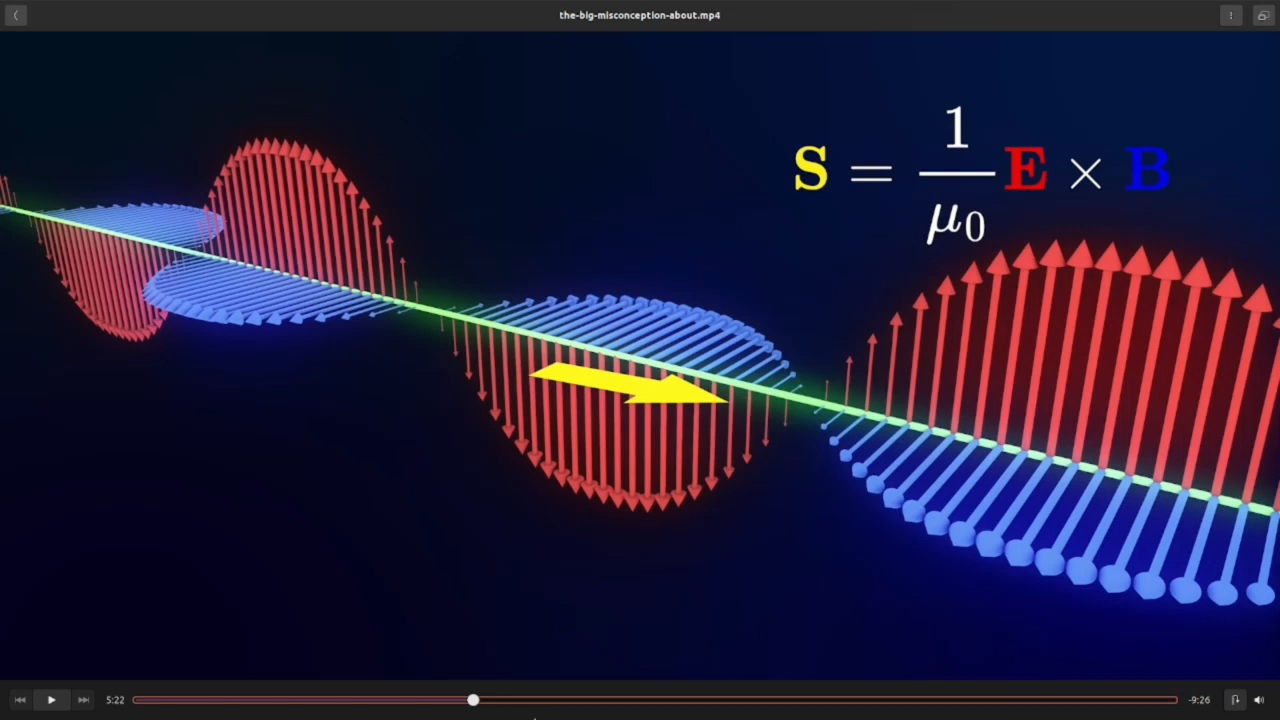 the-big-misconception-about.mp4
S = 1/μ₀ E × B
5:22
-9:26